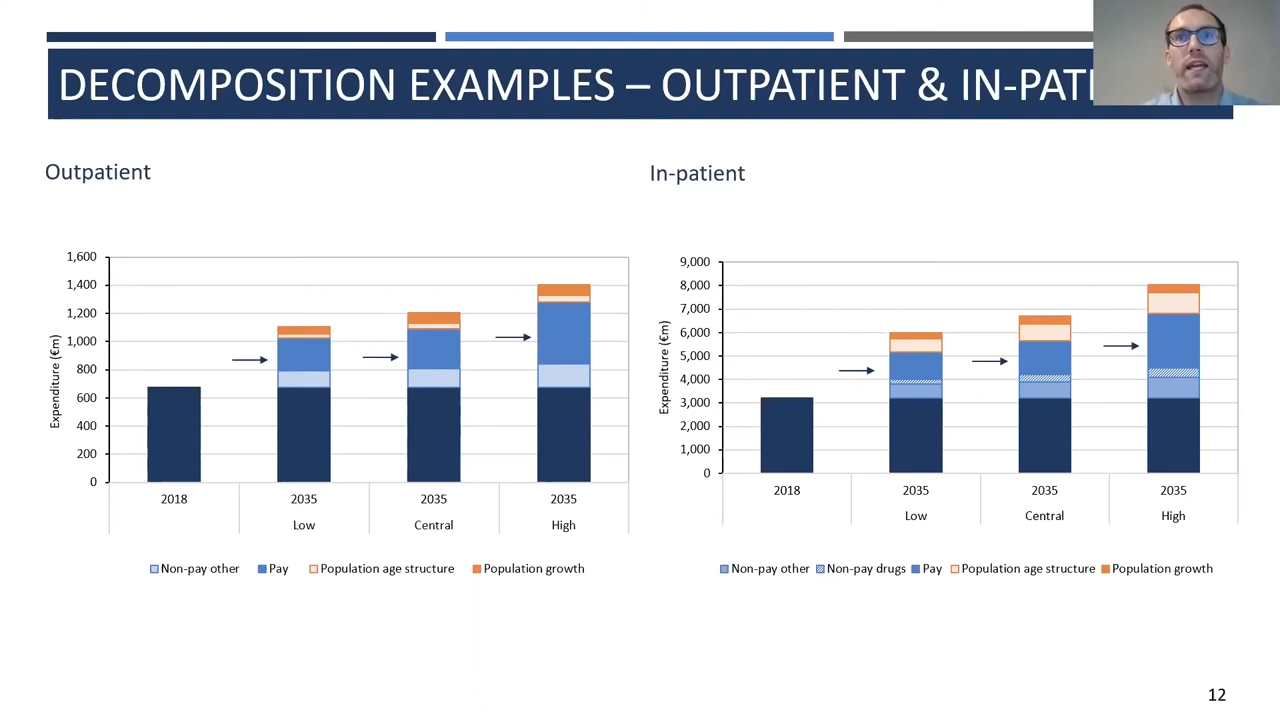 DECOMPOSITION EXAMPLES – OUTPATIENT & IN-PATI
Outpatient
Expenditure (€m)
1,600
1,400
1,200
1,000
800
600
400
200
0
2018
2035
2035
2035
Low
Central
High
Non-pay other
Pay
Population age structure
Population growth
In-patient
Expenditure (€m)
9,000
8,000
7,000
6,000
5,000
4,000
3,000
2,000
1,000
0
2018
2035
2035
2035
Low
Central
High
Non-pay other
Non-pay drugs
Pay
Population age structure
Population growth
12